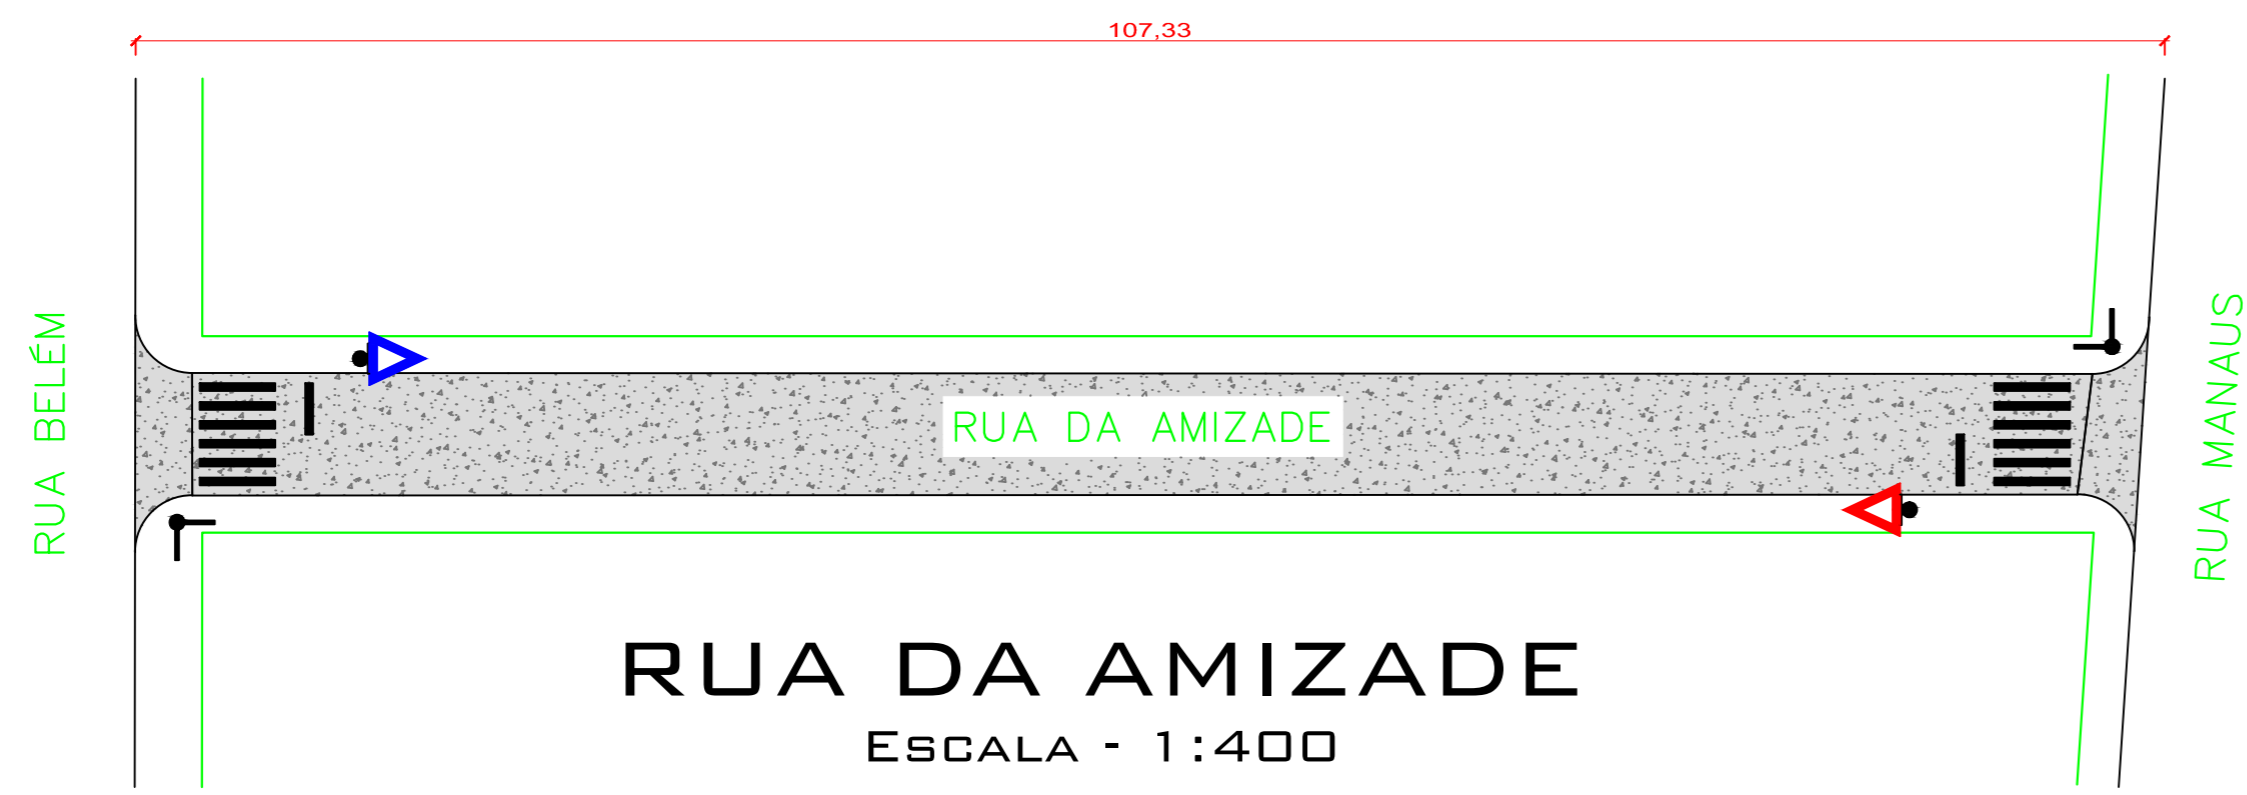 107,33
RUA BELÉM
RUA DA AMIZADE
RUA MANAUS
RUA DA AMIZADE
ESCALA - 1:400